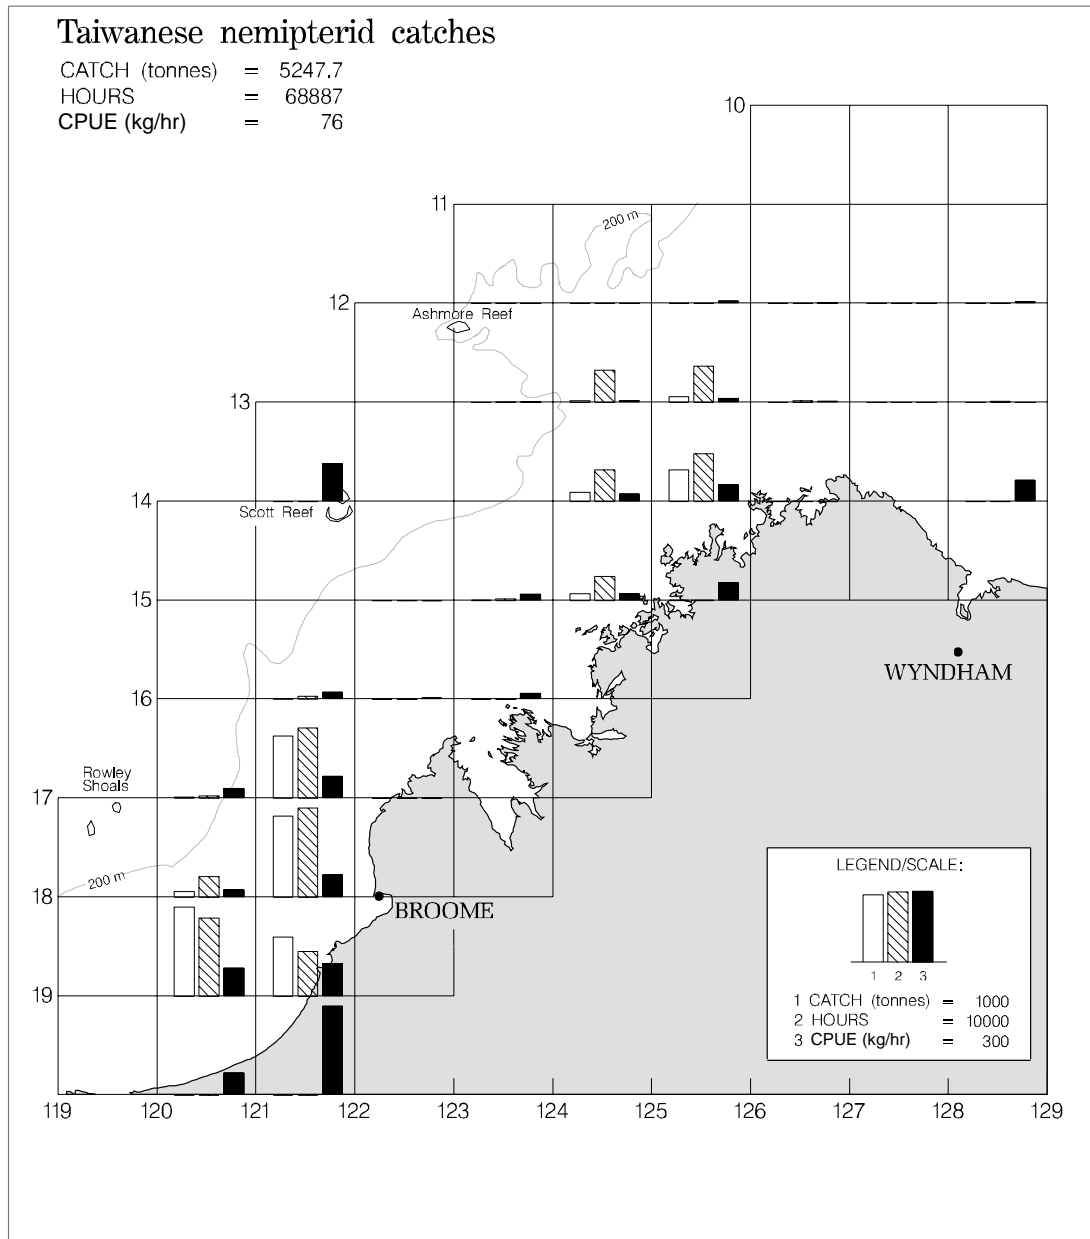 Taiwanese nemipterid catches
CATCH (tonnes) = 5247.7
HOURS = 68887
CPUE (kg/hr) = 76
10
11
200 m
12
Ashmore Reef
13
14
Scott Reef
15
WYNDHAM
16
Rowley
Shoals
17
LEGEND/SCALE:
200 m
18
BROOME
1 2 3
19
1 CATCH (tonnes) = 1000
2 HOURS = 10000
3 CPUE (kg/hr) = 300
119 120 121 122 123 124 125 126 127 128 129